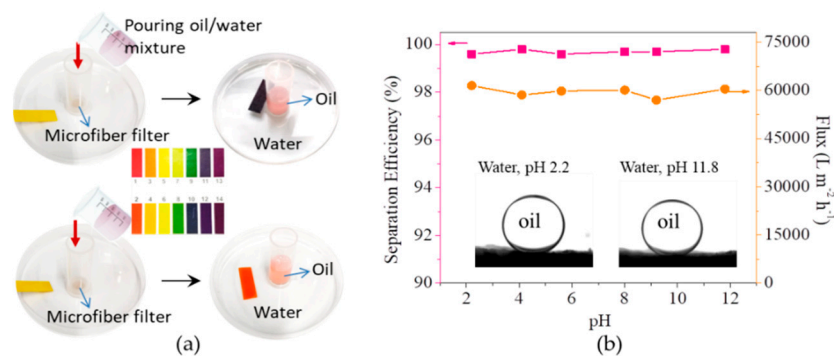 (a)
Pouring oil/water
mixture
Microfiber filter
Oil
Water
1 3 5 7 9 11 13
2 4 6 8 10 12 14
Microfiber filter
Oil
Water
(a)
(b)
100
98
96
94
92
90
Separation Efficiency (%)
75000
60000
45000
30000
15000
0
Flux (L m⁻² h⁻¹)
Water, pH 2.2
Water, pH 11.8
oil
oil
2 4 6 8 10 12
pH
(b)